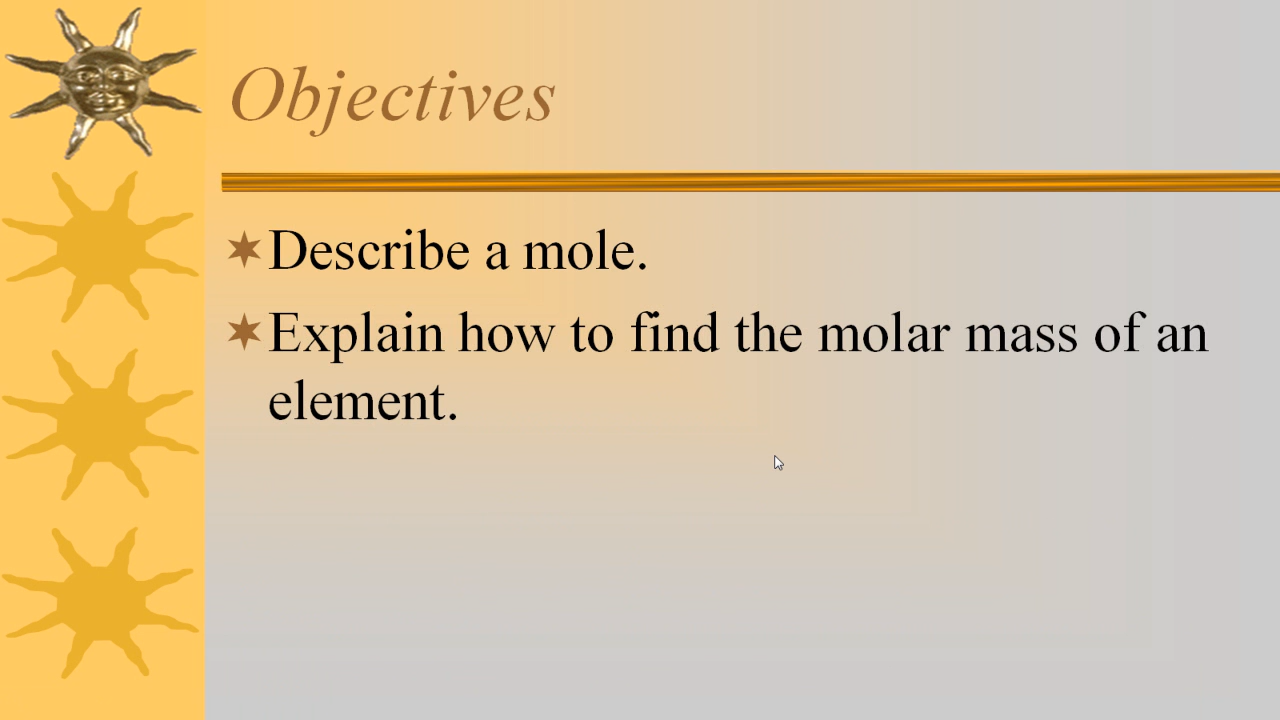 Objectives
Describe a mole.
Explain how to find the molar mass of an
element.